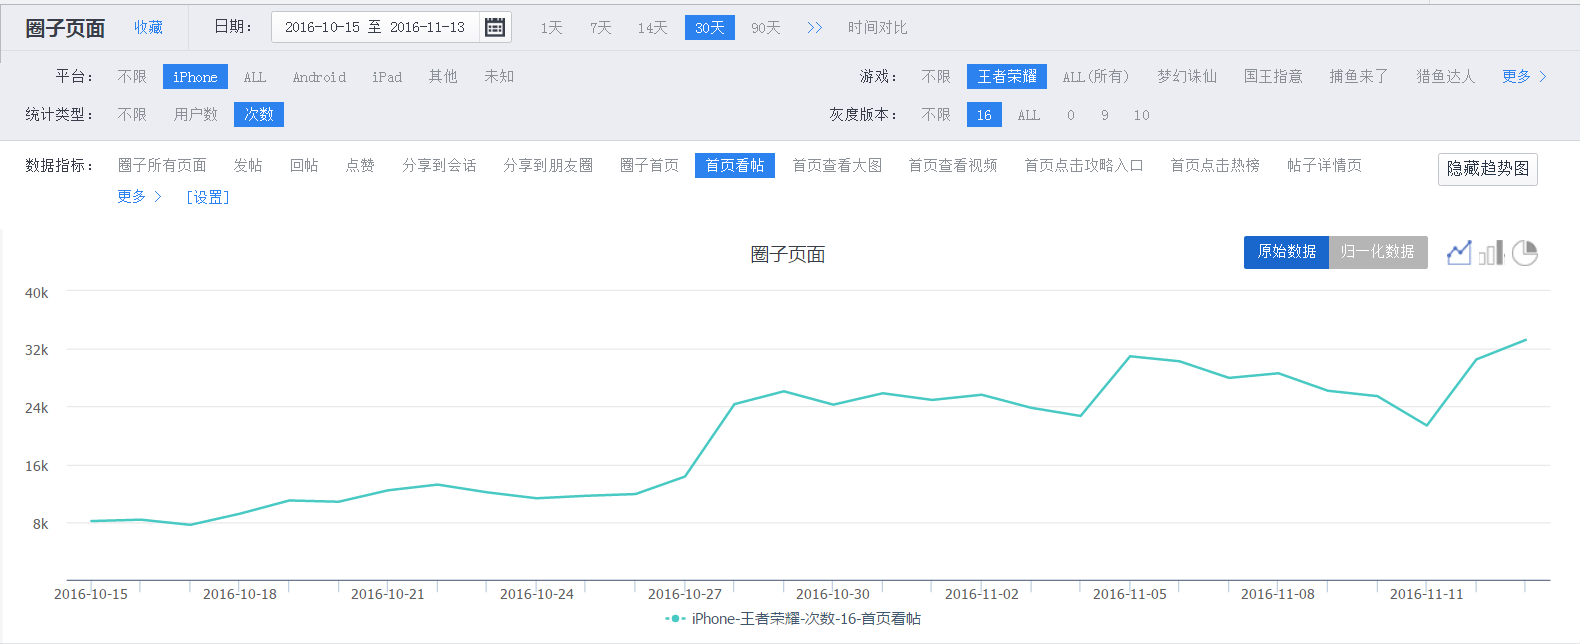 圈子页面 收藏 日期： 2016-10-15 至 2016-11-13 1天 7天 14天 30天 90天 >> 时间对比
平台： 不限 iPhone ALL Android iPad 其他 未知 游戏： 不限 王者荣耀 ALL(所有) 梦幻诛仙 国王指意 捕鱼来了 猎鱼达人 更多 >
统计类型： 不限 用户数 次数 灰度版本： 不限 16 ALL 0 9 10
数据指标： 圈子所有页面 发帖 回帖 点赞 分享到会话 分享到朋友圈 圈子首页 首页看帖 首页查看大图 首页查看视频 首页点击攻略入口 首页点击热榜 帖子详情页 隐藏趋势图
更多 > [设置]
圈子页面 原始数据 归一化数据
40k
32k
24k
16k
8k
2016-10-15 2016-10-18 2016-10-21 2016-10-24 2016-10-27 2016-10-30 2016-11-02 2016-11-05 2016-11-08 2016-11-11
iPhone-王者荣耀-次数-16-首页看帖